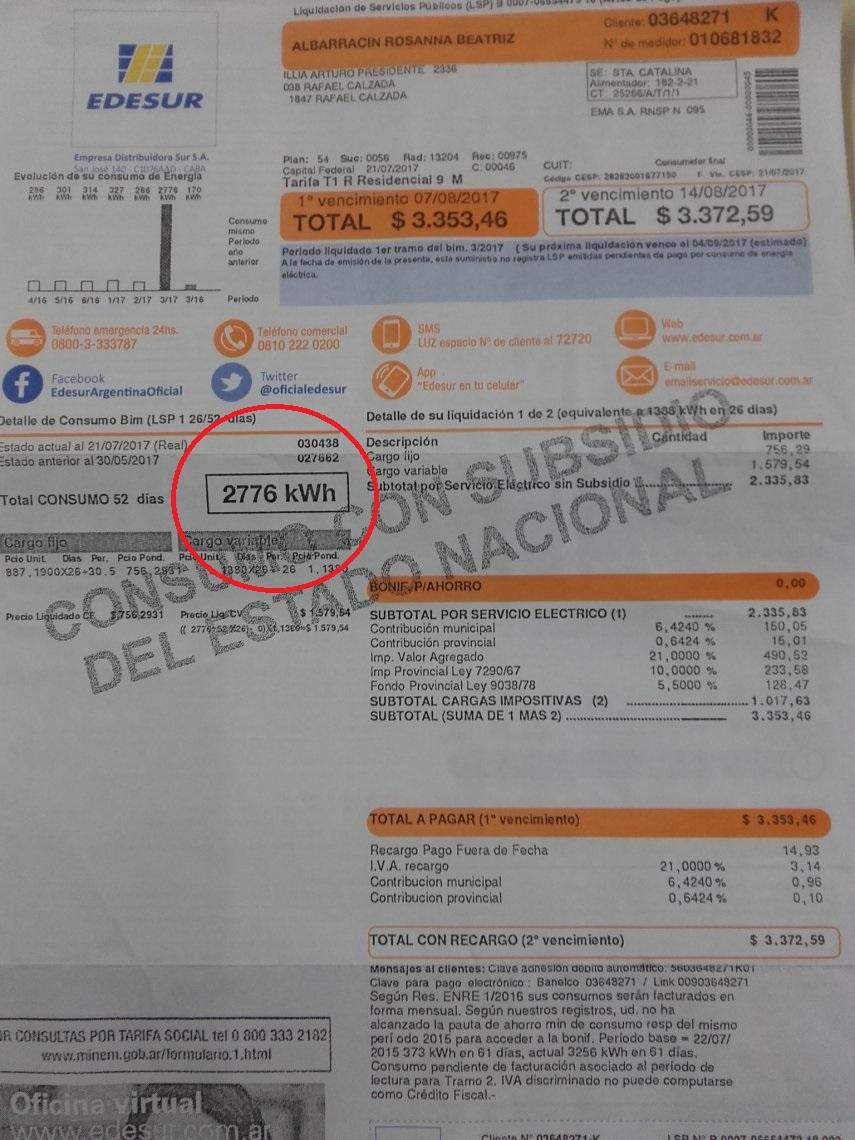 Liquidación de Servicios Públicos (LSP)
Cliente: 03648271 K
ALBARRACIN ROSANNA BEATRIZ
N° de medidor: 010681832
EDESUR
ILLIA ARTURO PRESIDENTE 2336
038 RAFAEL CALZADA
1847 RAFAEL CALZADA
SE: STA CATALINA
Alimentador: 182-2-21
CT: 25266/A/T/1/1
EMA S.A. RNSP N 095
Empresa Distribuidora Sur S.A.
San José 140 - C1076AAD - CABA
Plan: 54 Suc: 0056 Rad: 13204 Rec: 00975
Capital Federal 21/07/2017 C: 00046
Tarifa T1 R Residencial 9 M
CUIT: Consumidor final
Código CESP: 28282001677150 F. Vto. CESP: 21/07/2017
Evolución de su consumo de Energía
296 301 314 327 266 2776 170
kWh kWh kWh kWh kWh kWh kWh
Consumo
mismo
Periodo
año
anterior
4/16 5/16 6/16 1/17 2/17 3/17 3/16 Periodo
1° vencimiento 07/08/2017
TOTAL $ 3.353,46
2° vencimiento 14/08/2017
TOTAL $ 3.372,59
Periodo liquidado 1er tramo del bim. 3/2017 ( Su próxima liquidación vence el 04/09/2017 (estimado)
A la fecha de emisión de la presente, este suministro no registra LSP emitidas pendientes de pago por consumo de energía
eléctrica.
Teléfono emergencia 24hs.
0800-3-333787
Teléfono comercial
0810 222 0200
SMS
LUZ espacio N° de cliente al 72720
Web
www.edesur.com.ar
Facebook
EdesurArgentinaOficial
Twitter
@oficialedesur
App
"Edesur en tu celular"
E-mail
emailservicio@edesur.com.ar
Detalle de Consumo Bim (LSP 1 26/52 días)
Estado actual al 21/07/2017 (Real) 030438
Estado anterior al 30/05/2017 027662
Total CONSUMO 52 dias 2776 kWh
Cargo fijo Cargo variable
Pcio Unit. Días Per. Pcio Pond. Pcio Unit. Días Per. Pcio Pond.
887,1900X26÷30.5 756,2931
Precio Liquidado CF $756,2931 Precio Liq. CV $ 1.579,54
Detalle de su liquidación 1 de 2 (equivalente a 1388 kWh en 26 días)
Descripción Cantidad Importe
Cargo fijo 756,29
Cargo variable 1.579,54
Subtotal por Servicio Eléctrico sin Subsidio 2.335,83
CONSUMO CON SUBSIDIO
DEL ESTADO NACIONAL
BONIF. P/AHORRO 0,00
SUBTOTAL POR SERVICIO ELECTRICO (1) 2.335,83
Contribución municipal 6,4240 % 150,05
Contribución provincial 0,6424 % 15,01
Imp. Valor Agregado 21,0000 % 490,52
Imp Provincial Ley 7290/67 10,0000 % 233,58
Fondo Provincial Ley 9038/78 5,5000 % 128,47
SUBTOTAL CARGAS IMPOSITIVAS (2) 1.017,63
SUBTOTAL (SUMA DE 1 MAS 2) 3.353,46
TOTAL A PAGAR (1° vencimiento) $ 3.353,46
Recargo Pago Fuera de Fecha 14,93
I.V.A. recargo 21,0000 % 3,14
Contribucion municipal 6,4240 % 0,96
Contribucion provincial 0,6424 % 0,10
TOTAL CON RECARGO (2° vencimiento) $ 3.372,59
Mensajes al clientes: Clave adhesión débito automático: 5603648271K01
Clave para pago electrónico : Banelco 03648271 / Link 00903648271
Según Res. ENRE 1/2016 sus consumos serán facturados en
forma mensual. Según nuestros registros, ud. no ha
alcanzado la pauta de ahorro min de consumo resp del mismo
perí odo 2015 para acceder a la bonif. Período base = 22/07/
2015 373 kWh en 61 días, actual 3256 kWh en 61 días.
Consumo pendiente de facturación asociado al período de
lectura para Tramo 2. IVA discriminado no puede computarse
como Crédito Fiscal.-
R CONSULTAS POR TARIFA SOCIAL tel 0 800 333 2182
www.minem.gob.ar/formulario.1.html
Oficina virtual
www.edesur.com.ar
Cliente N° 03648271-K